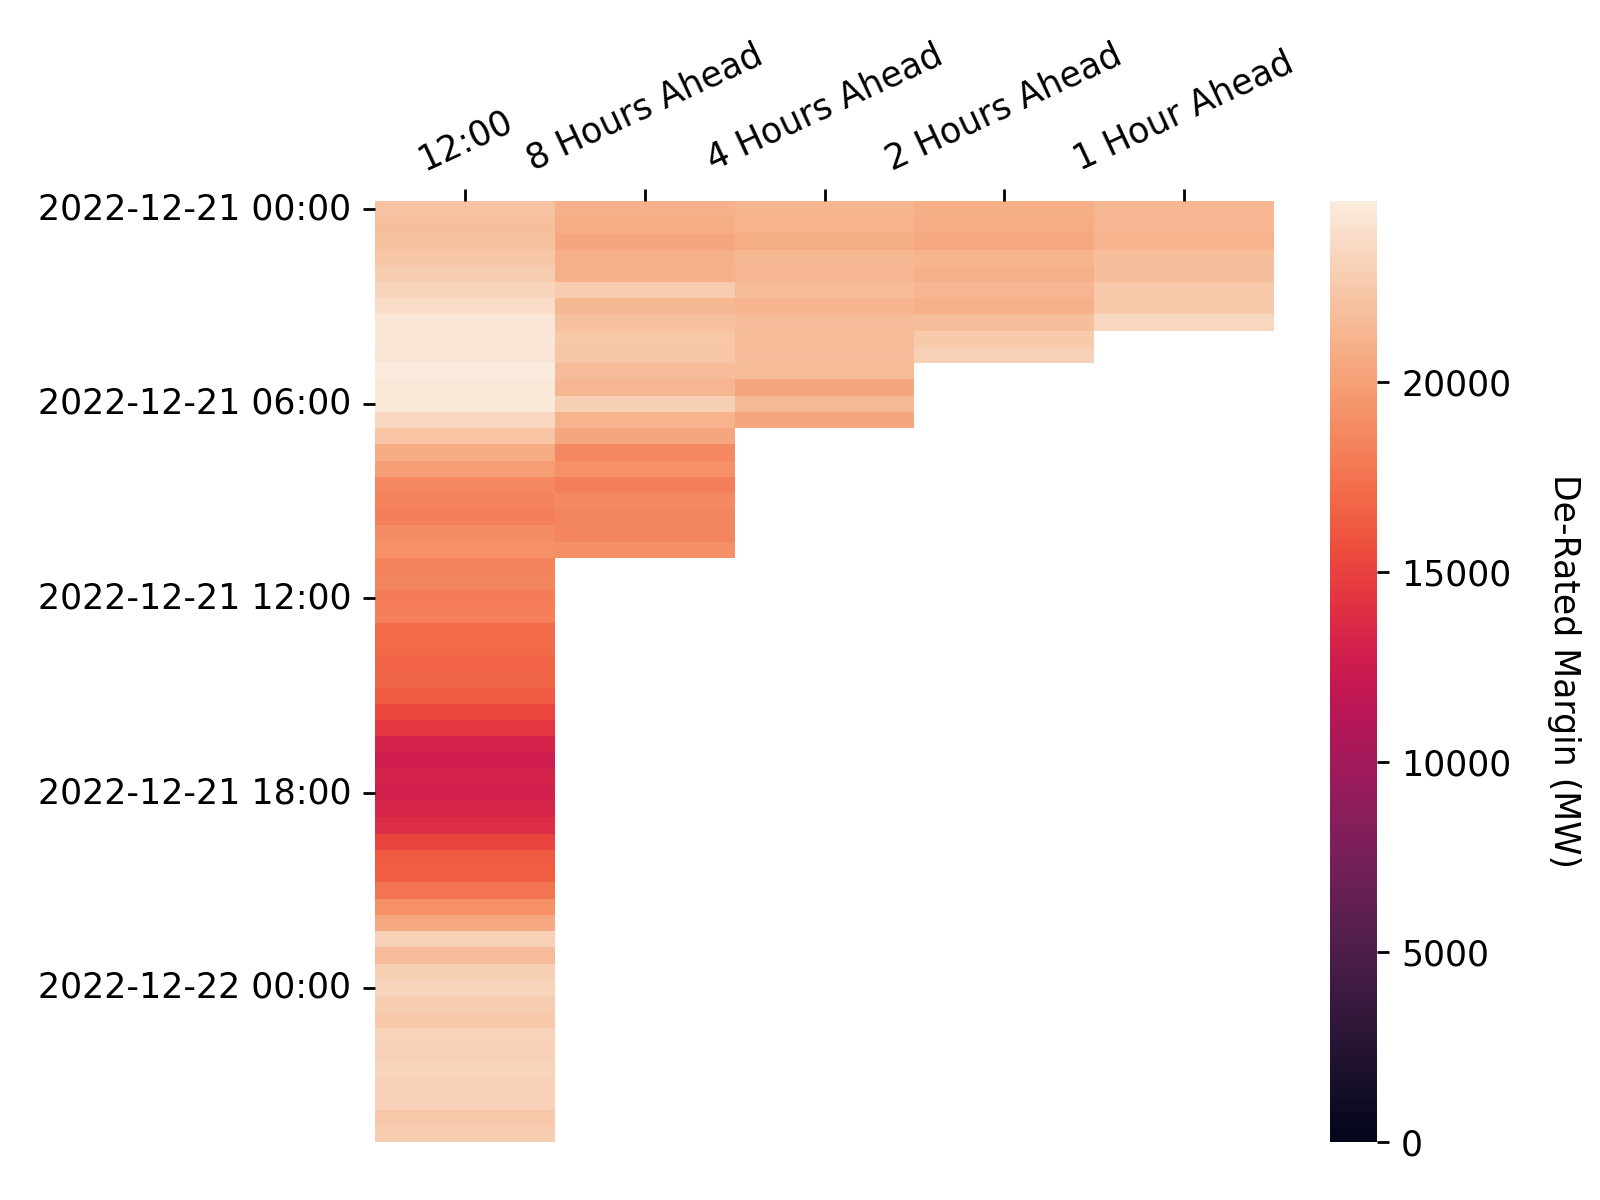 12:00
8 Hours Ahead
4 Hours Ahead
2 Hours Ahead
1 Hour Ahead
2022-12-21 00:00
2022-12-21 06:00
2022-12-21 12:00
2022-12-21 18:00
2022-12-22 00:00
20000
15000
10000
5000
0
De-Rated Margin (MW)